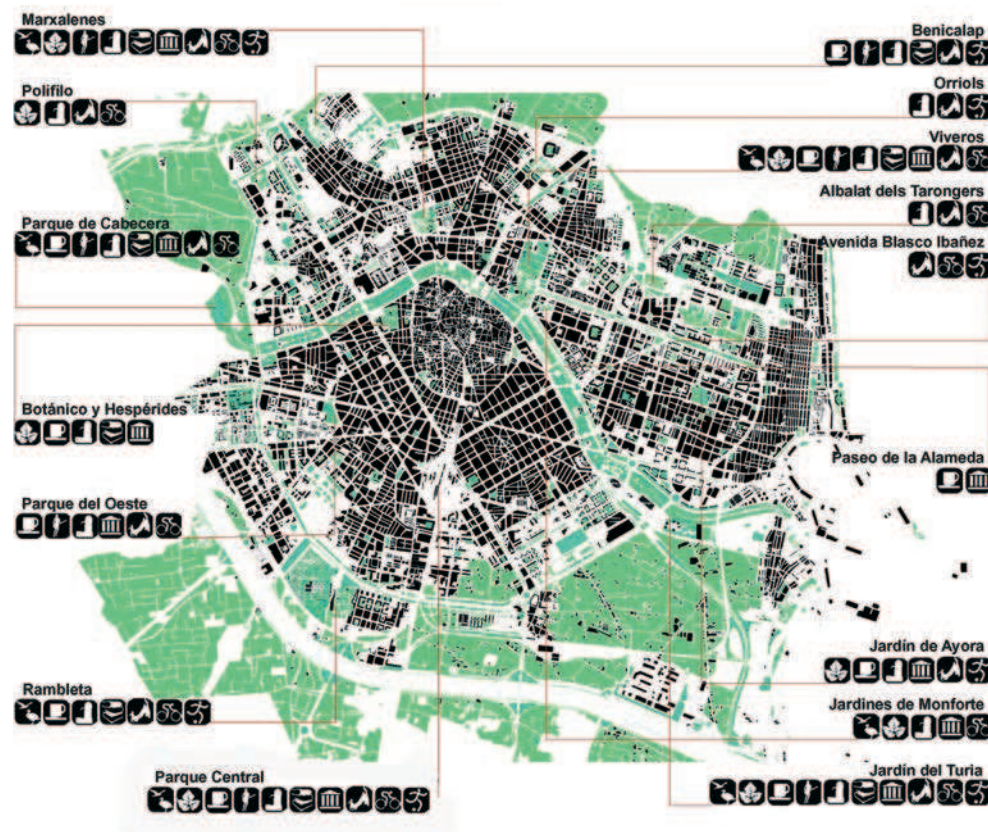 Marxalenes
Benicalap
Polifilo
Orriols
Viveros
Albalat dels Tarongers
Parque de Cabecera
Avenida Blasco Ibañez
Botánico y Hespérides
Paseo de la Alameda
Parque del Oeste
Jardín de Ayora
Rambleta
Jardines de Monforte
Parque Central
Jardín del Turia